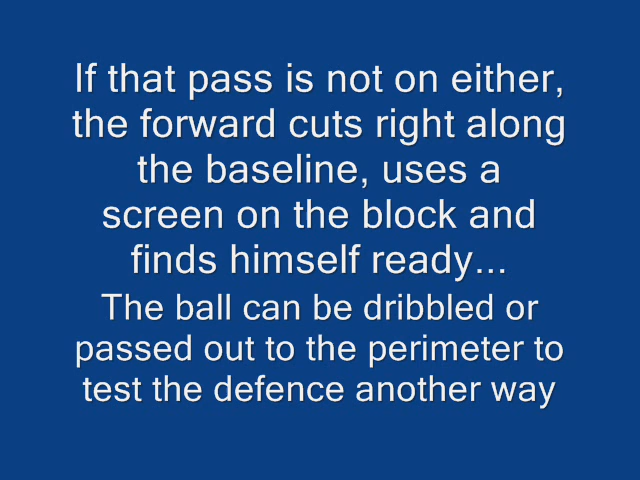 If that pass is not on either,
the forward cuts right along
the baseline, uses a
screen on the block and
finds himself ready...
The ball can be dribbled or
passed out to the perimeter to
test the defence another way